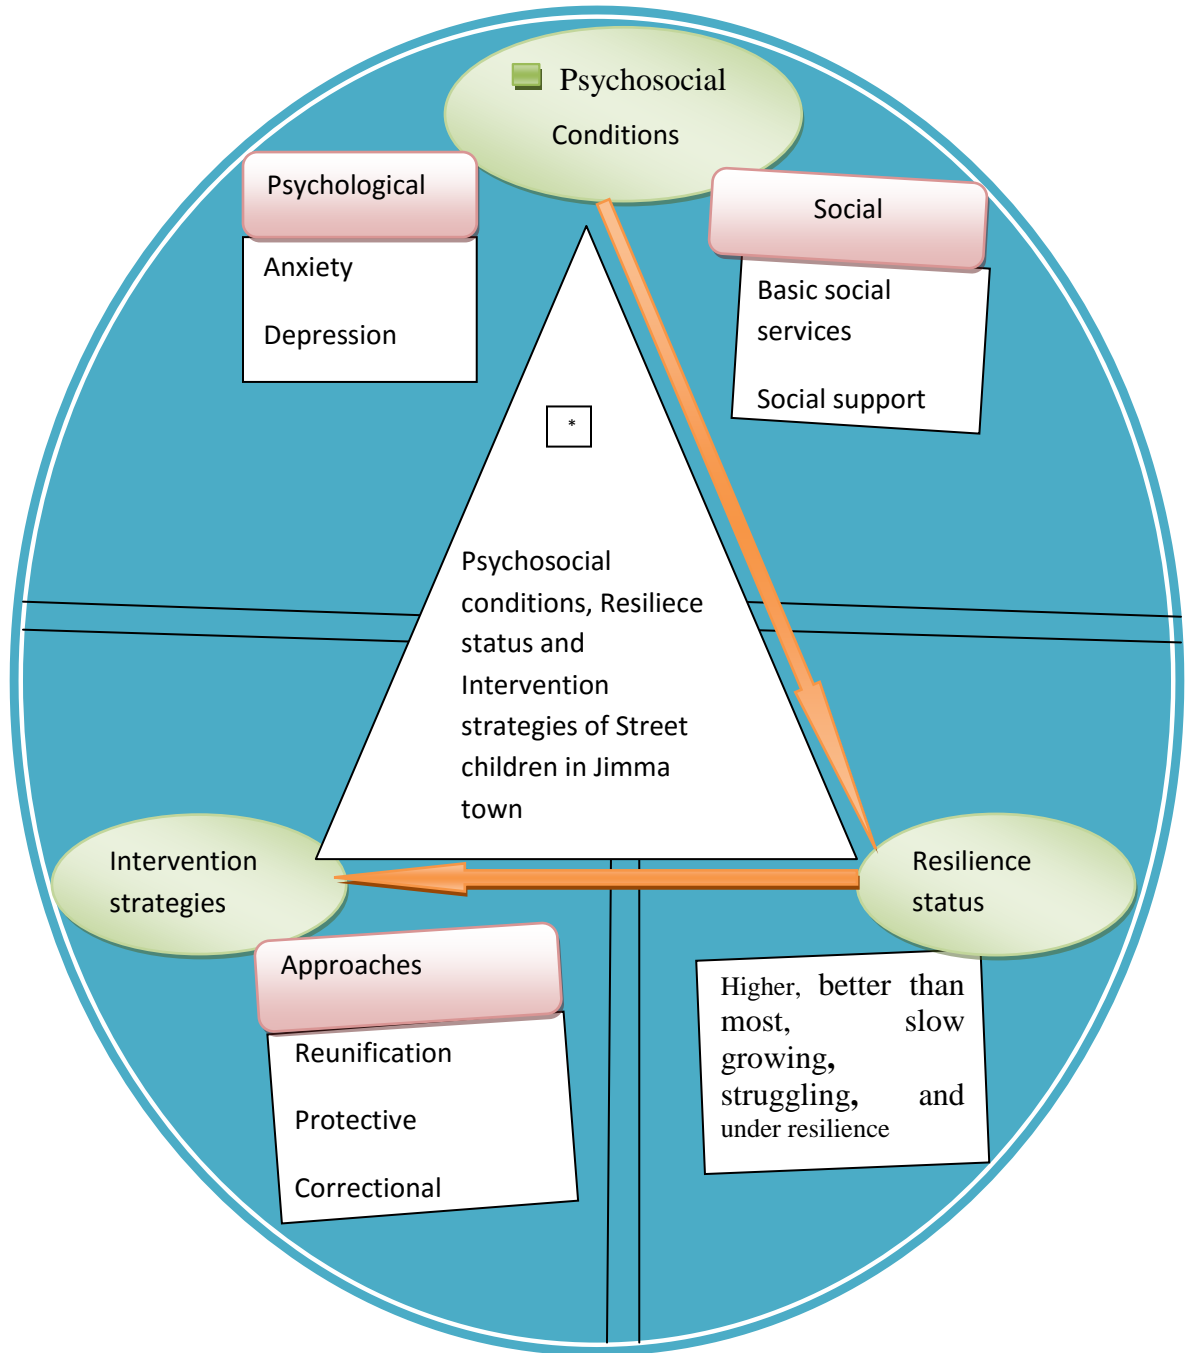 Psychosocial
Conditions
Psychological
Anxiety
Depression
Social
Basic social
services
Social support
*
Psychosocial
conditions, Resiliece
status and
Intervention
strategies of Street
children in Jimma
town
Intervention
strategies
Resilience
status
Approaches
Reunification
Protective
Correctional
Higher, better than
most, slow
growing,
struggling, and
under resilience